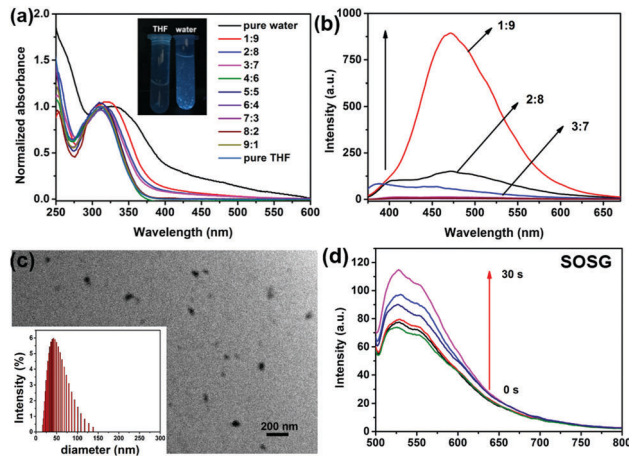 (a)
Normalized absorbance
2.0
1.5
1.0
0.5
0.0
THF water
pure water
1:9
2:8
3:7
4:6
5:5
6:4
7:3
8:2
9:1
pure THF
250 300 350 400 450 500 550 600
Wavelength (nm)
(b)
Intensity (a.u.)
1000
750
500
250
0
1:9
2:8
3:7
400 450 500 550 600 650
Wavelength (nm)
(c)
Intensity (%)
6
5
4
3
2
1
0
0 50 100 150 200 250 300
diameter (nm)
200 nm
(d)
SOSG
Intensity (a.u.)
120
100
80
60
40
20
0
30 s
0 s
500 550 600 650 700 750 800